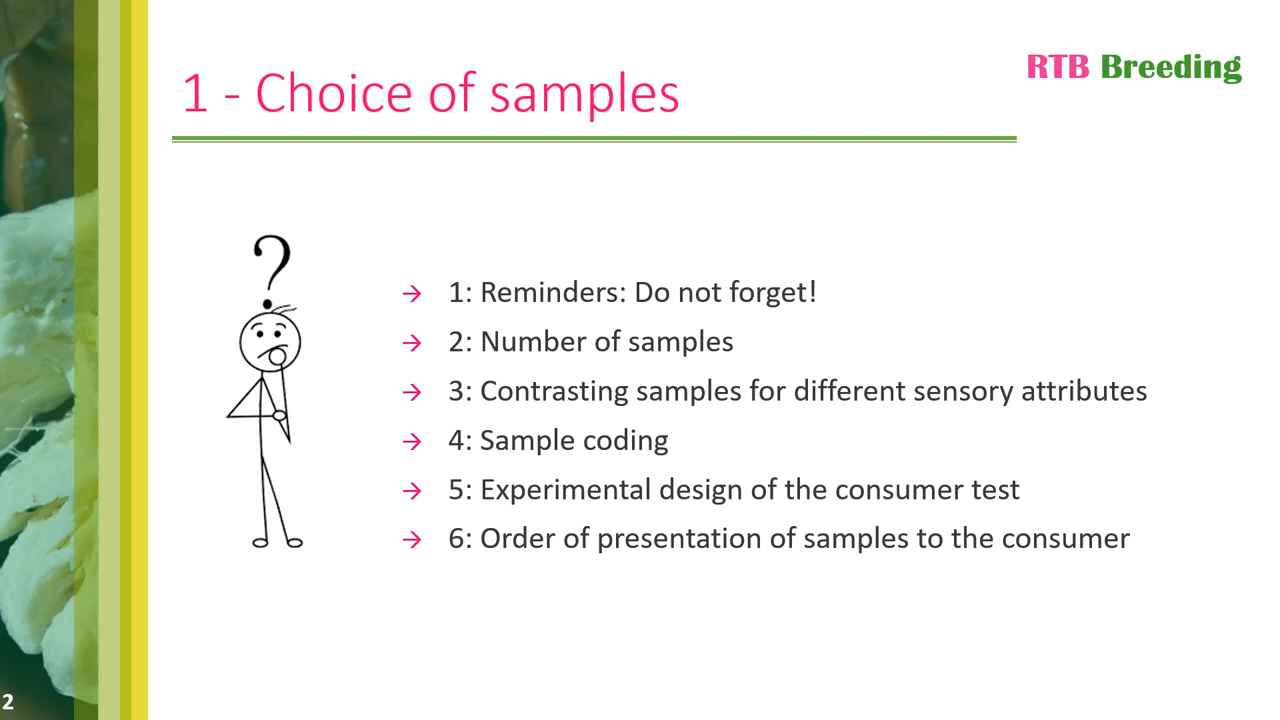 1 - Choice of samples
RTB Breeding
?
→ 1: Reminders: Do not forget!
→ 2: Number of samples
→ 3: Contrasting samples for different sensory attributes
→ 4: Sample coding
→ 5: Experimental design of the consumer test
→ 6: Order of presentation of samples to the consumer
2